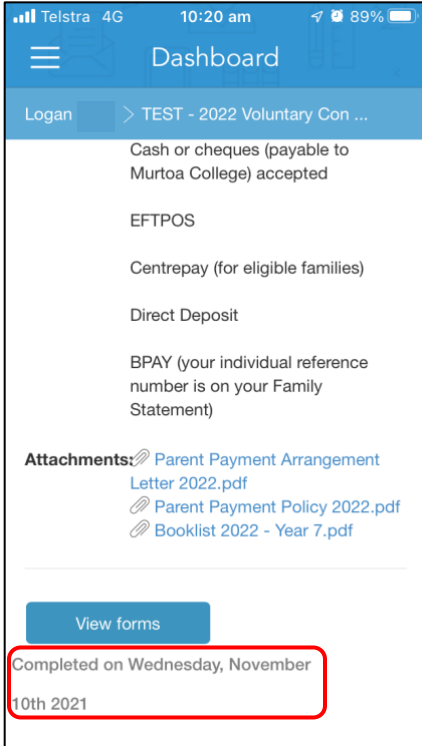 Telstra 4G 10:20 am 89%
Dashboard
Logan > TEST - 2022 Voluntary Con ...
Cash or cheques (payable to
Murtoa College) accepted
EFTPOS
Centrepay (for eligible families)
Direct Deposit
BPAY (your individual reference
number is on your Family
Statement)
Attachments: Parent Payment Arrangement
Letter 2022.pdf
Parent Payment Policy 2022.pdf
Booklist 2022 - Year 7.pdf
View forms
Completed on Wednesday, November
10th 2021